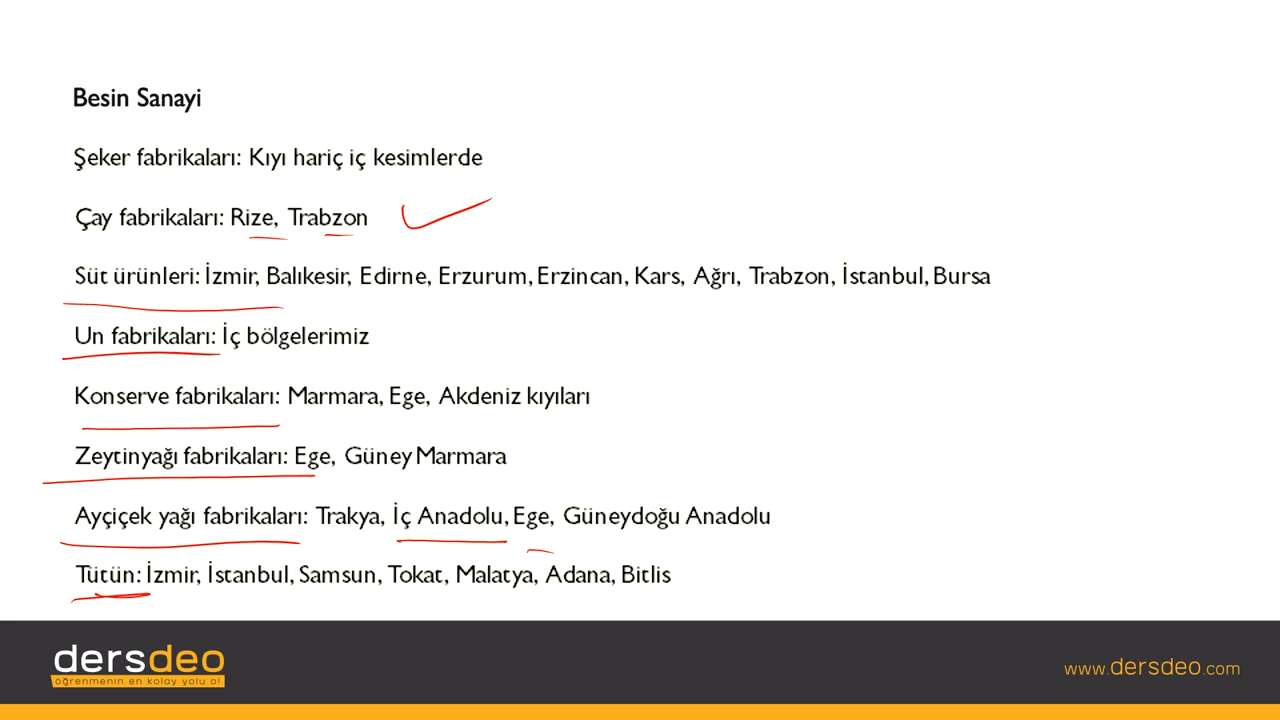 Besin Sanayi
Şeker fabrikaları: Kıyı hariç iç kesimlerde
Çay fabrikaları: Rize, Trabzon
Süt ürünleri: İzmir, Balıkesir, Edirne, Erzurum, Erzincan, Kars, Ağrı, Trabzon, İstanbul, Bursa
Un fabrikaları: İç bölgelerimiz
Konserve fabrikaları: Marmara, Ege, Akdeniz kıyıları
Zeytinyağı fabrikaları: Ege, Güney Marmara
Ayçiçek yağı fabrikaları: Trakya, İç Anadolu, Ege, Güneydoğu Anadolu
Tütün: İzmir, İstanbul, Samsun, Tokat, Malatya, Adana, Bitlis
dersdeo
öğrenmenin en kolay yolu o!
www.dersdeo.com